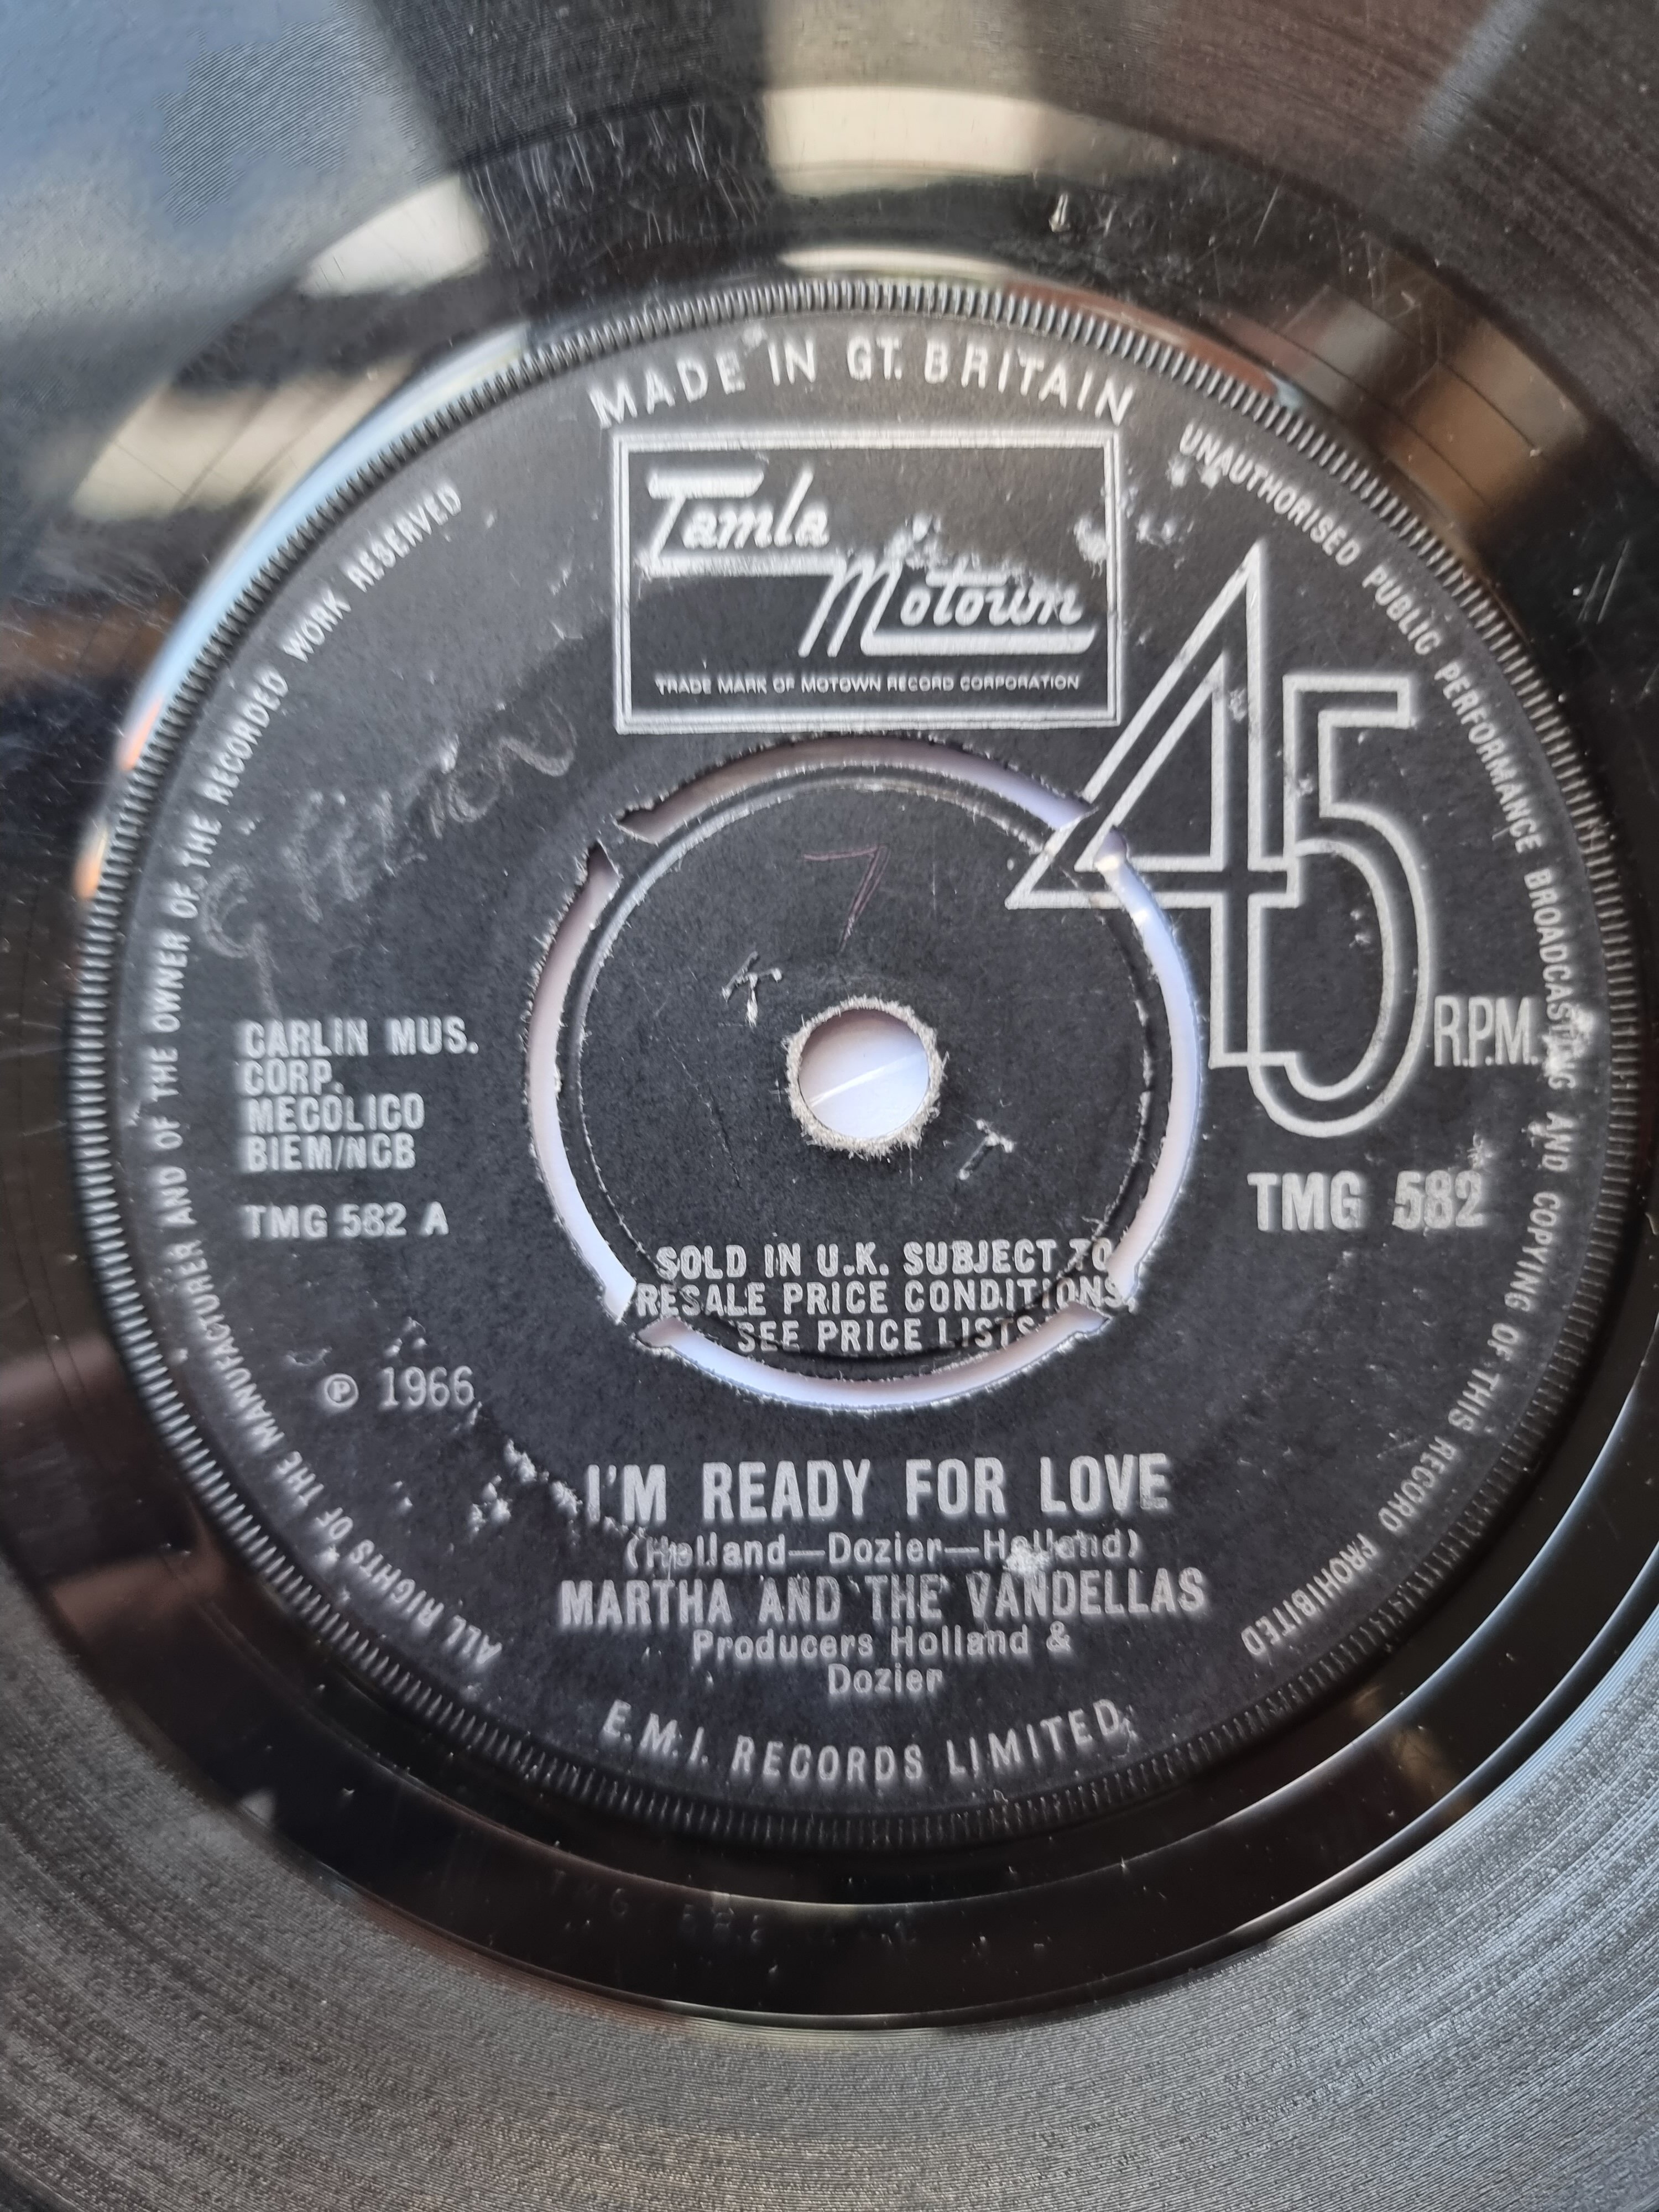 MADE IN GT. BRITAIN
Tamla
Motown
TRADE MARK OF MOTOWN RECORD CORPORATION
UNAUTHORISED PUBLIC PERFORMANCE BROADCASTING AND COPYING OF THIS RECORD PROHIBITED
ALL RIGHTS OF THE MANUFACTURER AND OF THE OWNER OF THE RECORDED WORK RESERVED
45
R.P.M.
7
K
T
CARLIN MUS.
CORP.
MECOLICO
BIEM/NCB
TMG 582 A
TMG 582
SOLD IN U.K. SUBJECT TO
RESALE PRICE CONDITIONS,
SEE PRICE LISTS
℗ 1966
I'M READY FOR LOVE
(Holland—Dozier—Holland)
MARTHA AND THE VANDELLAS
Producers Holland &
Dozier
E.M.I. RECORDS LIMITED
TMG 582